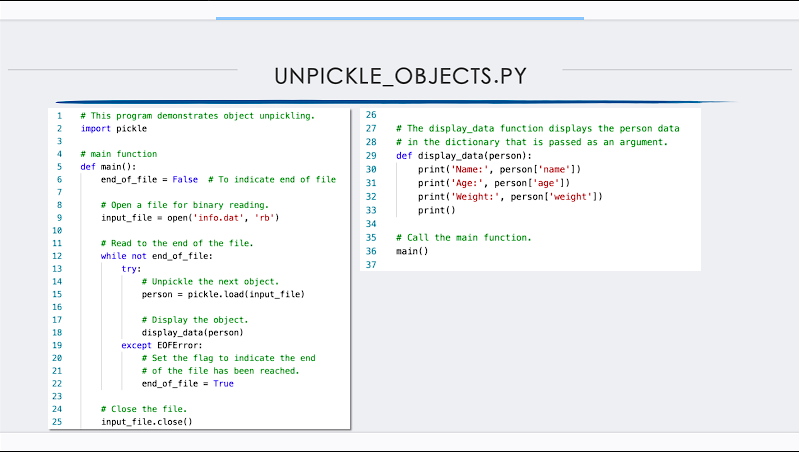 UNPICKLE_OBJECTS.PY
1 # This program demonstrates object unpickling.
2 import pickle
3
4 # main function
5 def main():
6     end_of_file = False  # To indicate end of file
7
8     # Open a file for binary reading.
9     input_file = open('info.dat', 'rb')
10
11     # Read to the end of the file.
12     while not end_of_file:
13         try:
14             # Unpickle the next object.
15             person = pickle.load(input_file)
16
17             # Display the object.
18             display_data(person)
19         except EOFError:
20             # Set the flag to indicate the end
21             # of the file has been reached.
22             end_of_file = True
23
24     # Close the file.
25     input_file.close()
26
27 # The display_data function displays the person data
28 # in the dictionary that is passed as an argument.
29 def display_data(person):
30     print('Name:', person['name'])
31     print('Age:', person['age'])
32     print('Weight:', person['weight'])
33     print()
34
35 # Call the main function.
36 main()
37